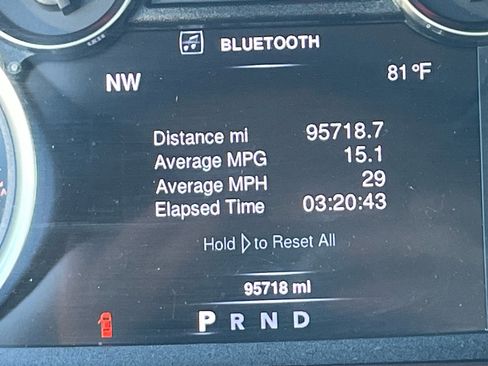 BLUETOOTH
NW 81 °F
Distance mi 95718.7
Average MPG 15.1
Average MPH 29
Elapsed Time 03:20:43
Hold ▷ to Reset All
95718 mi
P R N D